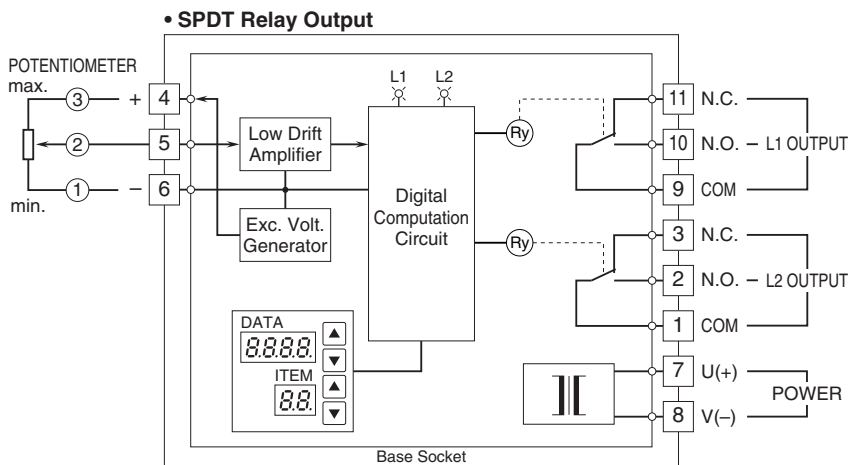 • SPDT Relay Output
POTENTIOMETER
max.
3
+
4
2
5
1
−
6
min.
Low Drift
Amplifier
Exc. Volt.
Generator
L1
L2
Digital
Computation
Circuit
Ry
Ry
DATA
8.8.8.8.
ITEM
8.8.
11 N.C.
10 N.O. L1 OUTPUT
9 COM
3 N.C.
2 N.O. L2 OUTPUT
1 COM
7 U(+)
POWER
8 V(–)
Base Socket